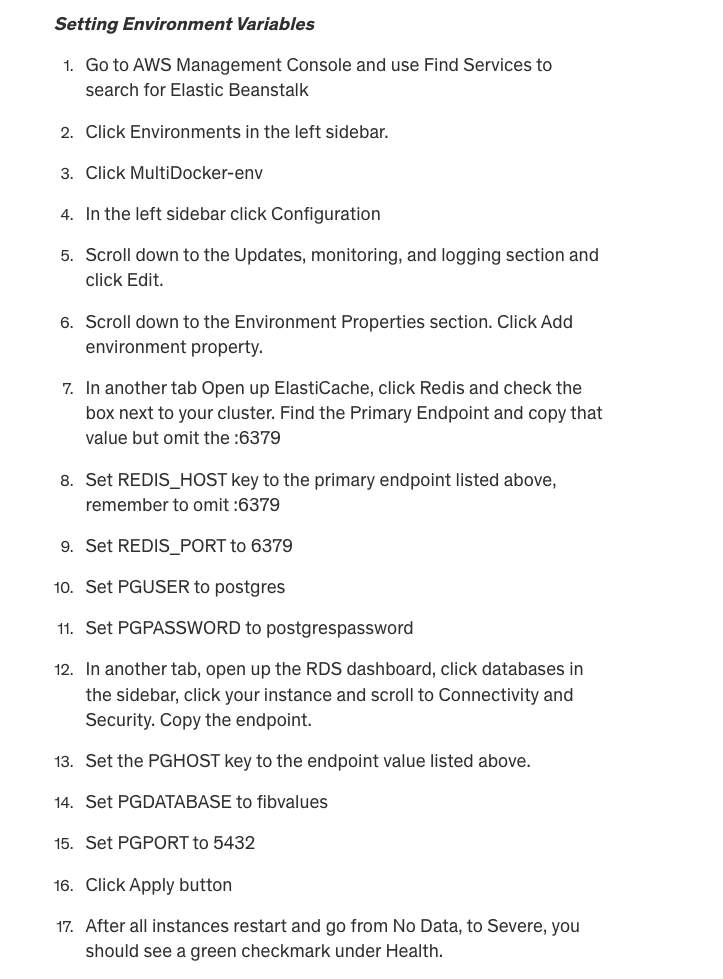 Setting Environment Variables
1. Go to AWS Management Console and use Find Services to
search for Elastic Beanstalk
2. Click Environments in the left sidebar.
3. Click MultiDocker-env
4. In the left sidebar click Configuration
5. Scroll down to the Updates, monitoring, and logging section and
click Edit.
6. Scroll down to the Environment Properties section. Click Add
environment property.
7. In another tab Open up ElastiCache, click Redis and check the
box next to your cluster. Find the Primary Endpoint and copy that
value but omit the :6379
8. Set REDIS_HOST key to the primary endpoint listed above,
remember to omit :6379
9. Set REDIS_PORT to 6379
10. Set PGUSER to postgres
11. Set PGPASSWORD to postgrespassword
12. In another tab, open up the RDS dashboard, click databases in
the sidebar, click your instance and scroll to Connectivity and
Security. Copy the endpoint.
13. Set the PGHOST key to the endpoint value listed above.
14. Set PGDATABASE to fibvalues
15. Set PGPORT to 5432
16. Click Apply button
17. After all instances restart and go from No Data, to Severe, you
should see a green checkmark under Health.